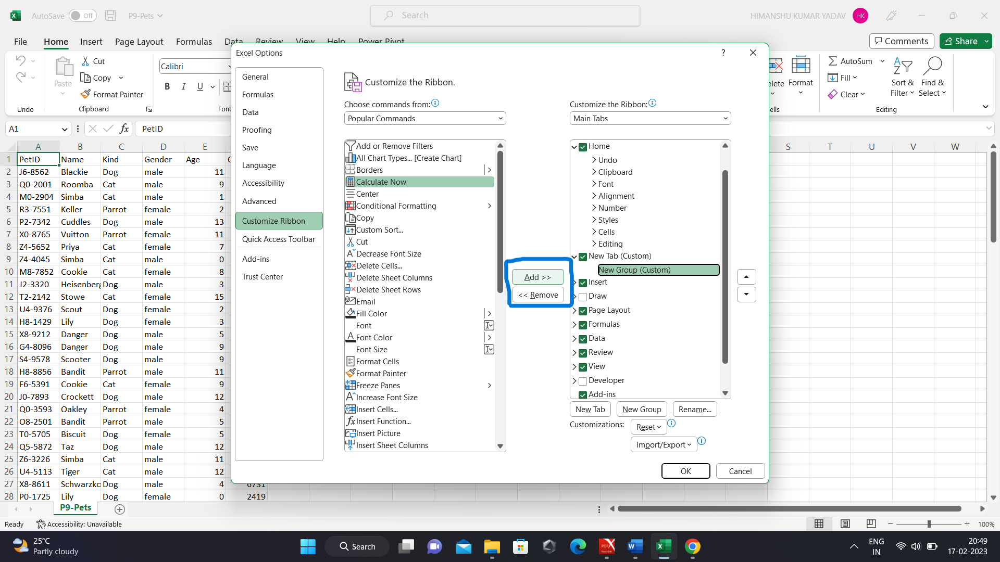 AutoSave Off P9-Pets Search HIMANSHU KUMAR YADAV HK
File Home Insert Page Layout Formulas Data Review View Help Power Pivot Comments Share
Cut
Copy
Format Painter
Paste
Undo Clipboard Font
Calibri
B I U
Format
AutoSum
Fill
Clear
Sort & Filter
Find & Select
Editing
A1 fx PetID
Excel Options ?
General
Formulas
Data
Proofing
Save
Language
Accessibility
Advanced
Customize Ribbon
Quick Access Toolbar
Add-ins
Trust Center
Customize the Ribbon.
Choose commands from:
Popular Commands
Add or Remove Filters
All Chart Types... [Create Chart]
Borders
Calculate Now
Center
Conditional Formatting
Copy
Custom Sort...
Cut
Decrease Font Size
Delete Cells...
Delete Sheet Columns
Delete Sheet Rows
Email
Fill Color
Font
Font Color
Font Size
Format Cells
Format Painter
Freeze Panes
Increase Font Size
Insert Cells...
Insert Function...
Insert Picture
Insert Sheet Columns
Add >>
<< Remove
Customize the Ribbon:
Main Tabs
Home
Undo
Clipboard
Font
Alignment
Number
Styles
Cells
Editing
New Tab (Custom)
New Group (Custom)
Insert
Draw
Page Layout
Formulas
Data
Review
View
Developer
Add-ins
New Tab New Group Rename...
Customizations: Reset
Import/Export
OK Cancel
A B C D E S T U V W
1 PetID Name Kind Gender Age
2 J6-8562 Blackie Dog male 11
3 Q0-2001 Roomba Cat male 9
4 M0-2904 Simba Cat male 1
5 R3-7551 Keller Parrot female 2
6 P2-7342 Cuddles Dog male 13
7 X0-8765 Vuitton Parrot female 11
8 Z4-5652 Priya Cat female 7
9 Z4-4045 Simba Cat male 0
10 M8-7852 Cookie Cat female 8
11 J2-3320 Heisenberg Dog male 3
12 T2-2142 Stowe Cat female 15
13 U4-9376 Scout Dog female 2
14 H8-1429 Lily Dog female 3
15 X8-9212 Danger Dog male 5
16 G4-8096 Danger Dog male 9
17 S4-9578 Scooter Dog male 9
18 H8-8856 Bandit Parrot male 11
19 F6-5391 Cookie Cat female 9
20 J0-7893 Crockett Dog male 12
21 Q0-3593 Oakley Parrot female 4
22 O8-2501 Bandit Parrot male 5
23 T0-5705 Biscuit Dog female 5
24 Q5-5872 Taz Dog male 12
25 Z6-3226 Simba Cat male 11
26 U4-5113 Tiger Cat male 12
27 X8-8611 Schwarzko Dog male 4
28 P0-1725 Lily Dog female 0 2419
P9-Pets
Ready Accessibility: Unavailable 100%
25°C
Partly cloudy
Search
ENG
IN
20:49
17-02-2023